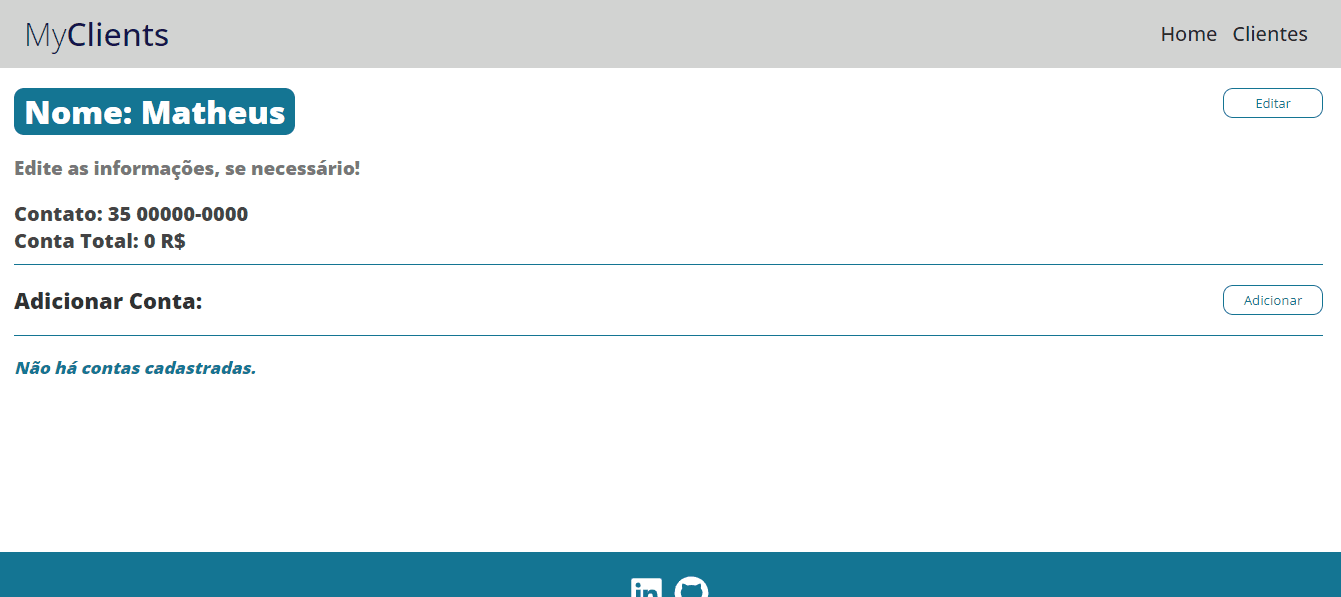 MyClients
Home Clientes
Nome: Matheus
Editar
Edite as informações, se necessário!
Contato: 35 00000-0000
Conta Total: 0 R$
Adicionar Conta:
Adicionar
Não há contas cadastradas.
in